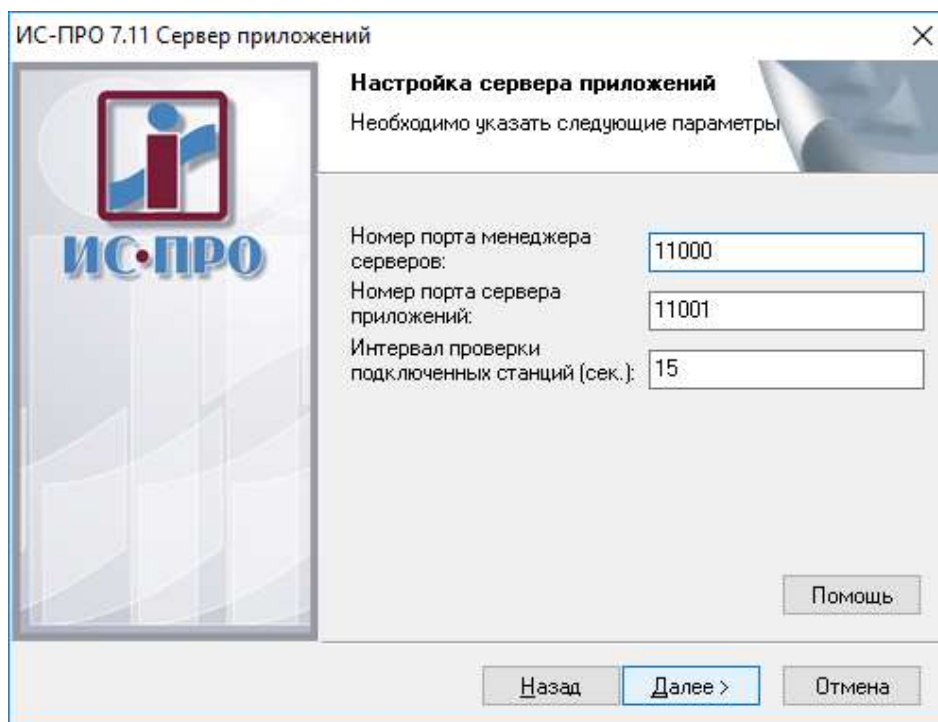 ИС-ПРО 7.11 Сервер приложений
Настройка сервера приложений
Необходимо указать следующие параметры
ИС•ПРО
Номер порта менеджера
серверов:
11000
Номер порта сервера
приложений:
11001
Интервал проверки
подключенных станций (сек.):
15
Помощь
Назад
Далее >
Отмена